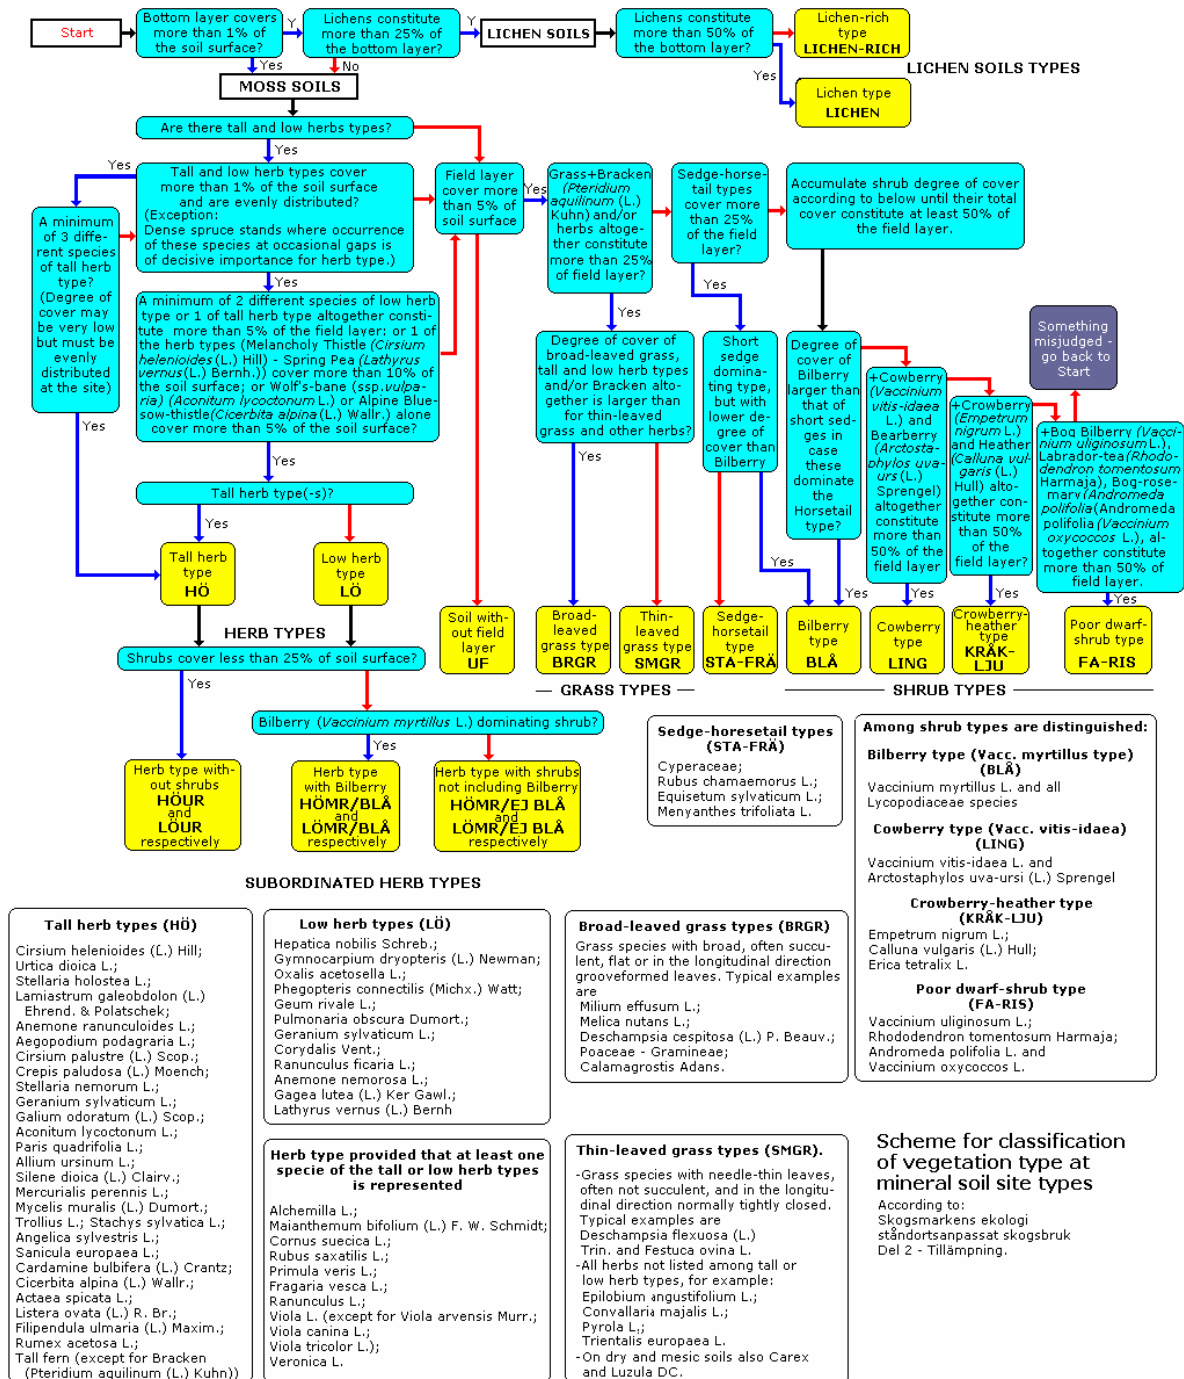 Start
Bottom layer covers
more than 1% of
the soil surface?
Y
Lichens constitute
more than 25% of
the bottom layer?
Y
LICHEN SOILS
Lichens constitute
more than 50% of
the bottom layer?
Lichen-rich
type
LICHEN-RICH
LICHEN SOILS TYPES
Yes
No
Yes
Lichen type
LICHEN
MOSS SOILS
Are there tall and low herbs types?
Yes
Yes
Tall and low herb types cover
more than 1% of the soil surface
and are evenly distributed?
(Exception:
Dense spruce stands where occurrence
of these species at occasional gaps is
of decisive importance for herb type.)
Field layer
cover more
than 5% of
soil surface
Yes
Grass+Bracken
(Pteridium
aquilinum (L.)
Kuhn) and/or
herbs altoge-
ther constitute
more than 25%
of field layer?
Sedge-horse-
tail types
cover more
than 25%
of the field
layer?
Accumulate shrub degree of cover
according to below until their total
cover constitute at least 50% of
the field layer.
A minimum
of 3 diffe-
rent species
of tall herb
type?
(Degree of
cover may
be very low
but must be
evenly
distributed
at the site)
Yes
Yes
Yes
A minimum of 2 different species of low herb
type or 1 of tall herb type altogether consti-
tute more than 5% of the field layer: or 1 of
the herb types (Melancholy Thistle (Cirsium
helenioides (L.) Hill) - Spring Pea (Lathyrus
vernus(L.) Bernh.)) cover more than 10% of
the soil surface; or Wolf's-bane (ssp.vulpa-
ria) (Aconitum lycoctonum L.) or Alpine Blue-
sow-thistle(Cicerbita alpina (L.) Wallr.) alone
cover more than 5% of the soil surface?
Degree of cover of
broad-leaved grass,
tall and low herb types
and/or Bracken alto-
gether is larger than
for thin-leaved
grass and other herbs?
Short
sedge
domina-
ting type,
but with
lower de-
gree of
cover than
Bilberry
Degree of
cover of
Bilberry
larger than
that of
short sed-
ges in
case these
dominate
the
Horsetail
type?
+Cowberry
(Vaccinium
vitis-idaea
L.) and
Bearberry
(Arctosta-
phylos uva-
urs (L.)
Sprengel)
altogether
constitute
more than
50% of the
field layer
+Crowberry
(Empetrum
nigrum L.)
and Heather
(Calluna vul-
garis (L.)
Hull) alto-
gether con-
stitute more
than 50%
of the
field layer?
Something
misjudged -
go back to
Start
+Bog Bilberry (Vacci-
nium uliginosum L.),
Labrador-tea(Rhodo-
dendron tomentosum
Harmaja), Bog-rose-
mary(Andromeda
polifolia(Andromeda
polifolia(Vaccinium
oxycoccos L.), al-
together constitute
more than 50% of
field layer.
Yes
Yes
Tall herb type(-s)?
Yes
Yes
Yes
Yes
Yes
Yes
Tall herb
type
HÖ
Low herb
type
LÖ
Soil with-
out field
layer
UF
Broad-
leaved
grass type
BRGR
Thin-
leaved
grass type
SMGR
Sedge-
horsetail
type
STA-FRÄ
Bilberry
type
BLÅ
Cowberry
type
LING
Crowberry-
heather
type
KRÅK-
LJU
Poor dwarf-
shrub type
FA-RIS
HERB TYPES
GRASS TYPES
SHRUB TYPES
Shrubs cover less than 25% of soil surface?
Yes
Bilberry (Vaccinium myrtillus L.) dominating shrub?
Yes
Herb type with-
out shrubs
HÖUR
and
LÖUR
respectively
Herb type
with Bilberry
HÖMR/BLÅ
and
LÖMR/BLÅ
respectively
Herb type with shrubs
not including Bilberry
HÖMR/EJ BLÅ
and
LÖMR/EJ BLÅ
respectively
SUBORDINATED HERB TYPES
Sedge-horesetail types
(STA-FRÄ)
Cyperaceae;
Rubus chamaemorus L.;
Equisetum sylvaticum L.;
Menyanthes trifoliata L.
Among shrub types are distinguished:
Bilberry type (Vacc. myrtillus type)
(BLÅ)
Vaccinium myrtillus L. and all
Lycopodiaceae species
Cowberry type (Vacc. vitis-idaea)
(LING)
Vaccinium vitis-idaea L. and
Arctostaphylos uva-ursi (L.) Sprengel
Crowberry-heather type
(KRÅK-LJU)
Empetrum nigrum L.;
Calluna vulgaris (L.) Hull;
Erica tetralix L.
Poor dwarf-shrub type
(FA-RIS)
Vaccinium uliginosum L.;
Rhododendron tomentosum Harmaja;
Andromeda polifolia L. and
Vaccinium oxycoccos L.
Tall herb types (HÖ)
Cirsium helenioides (L.) Hill;
Urtica dioica L.;
Stellaria holostea L.;
Lamiastrum galeobdolon (L.)
Ehrend. & Polatschek;
Anemone ranunculoides L.;
Aegopodium podagraria L.;
Cirsium palustre (L.) Scop.;
Crepis paludosa (L.) Moench;
Stellaria nemorum L.;
Geranium sylvaticum L.;
Galium odoratum (L.) Scop.;
Aconitum lycoctonum L.;
Paris quadrifolia L.;
Allium ursinum L.;
Silene dioica (L.) Clairv.;
Mercurialis perennis L.;
Mycelis muralis (L.) Dumort.;
Trollius L.; Stachys sylvatica L.;
Angelica sylvestris L.;
Sanicula europaea L.;
Cardamine bulbifera (L.) Crantz;
Cicerbita alpina (L.) Wallr.;
Actaea spicata L.;
Listera ovata (L.) R. Br.;
Filipendula ulmaria (L.) Maxim.;
Rumex acetosa L.;
Tall fern (except for Bracken
(Pteridium aquilinum (L.) Kuhn))
Low herb types (LÖ)
Hepatica nobilis Schreb.;
Gymnocarpium dryopteris (L.) Newman;
Oxalis acetosella L.;
Phegopteris connectilis (Michx.) Watt;
Geum rivale L.;
Pulmonaria obscura Dumort.;
Geranium sylvaticum L.;
Corydalis Vent.;
Ranunculus ficaria L.;
Anemone nemorosa L.;
Gagea lutea (L.) Ker Gawl.;
Lathyrus vernus (L.) Bernh
Herb type provided that at least one
specie of the tall or low herb types
is represented
Alchemilla L.;
Maianthemum bifolium (L.) F. W. Schmidt;
Cornus suecica L.;
Rubus saxatilis L.;
Primula veris L.;
Fragaria vesca L.;
Ranunculus L.;
Viola L. (except for Viola arvensis Murr.;
Viola canina L.;
Viola tricolor L.);
Veronica L.
Broad-leaved grass types (BRGR)
Grass species with broad, often succu-
lent, flat or in the longitudinal direction
grooveformed leaves. Typical examples
are
Milium effusum L.;
Melica nutans L.;
Deschampsia cespitosa (L.) P. Beauv.;
Poaceae - Gramineae;
Calamagrostis Adans.
Thin-leaved grass types (SMGR).
-Grass species with needle-thin leaves,
often not succulent, and in the longitu-
dinal direction normally tightly closed.
Typical examples are
Deschampsia flexuosa (L.)
Trin. and Festuca ovina L.
-All herbs not listed among tall or
low herb types, for example:
Epilobium angustifolium L.;
Convallaria majalis L.;
Pyrola L,;
Trientalis europaea L.
-On dry and mesic soils also Carex
and Luzula DC.
Scheme for classification
of vegetation type at
mineral soil site types
According to:
Skogsmarkens ekologi
ståndortsanpassat skogsbruk
Del 2 - Tillämpning.